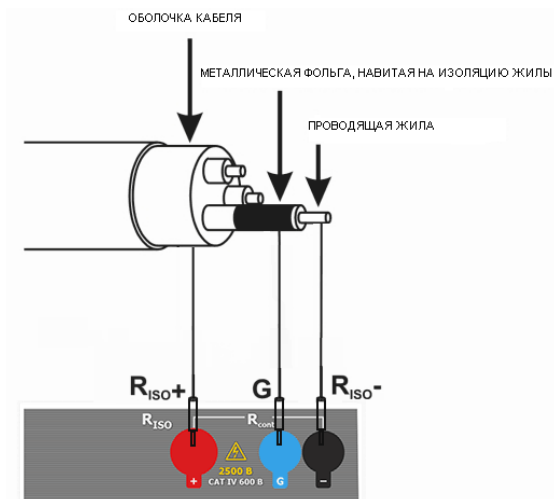 ОБОЛОЧКА КАБЕЛЯ
МЕТАЛЛИЧЕСКАЯ ФОЛЬГА, НАВИТАЯ НА ИЗОЛЯЦИЮ ЖИЛЫ
ПРОВОДЯЩАЯ ЖИЛА
RISO+ G RISO-
RISO Rcont
+ 2500 В G -
CAT IV 600 В